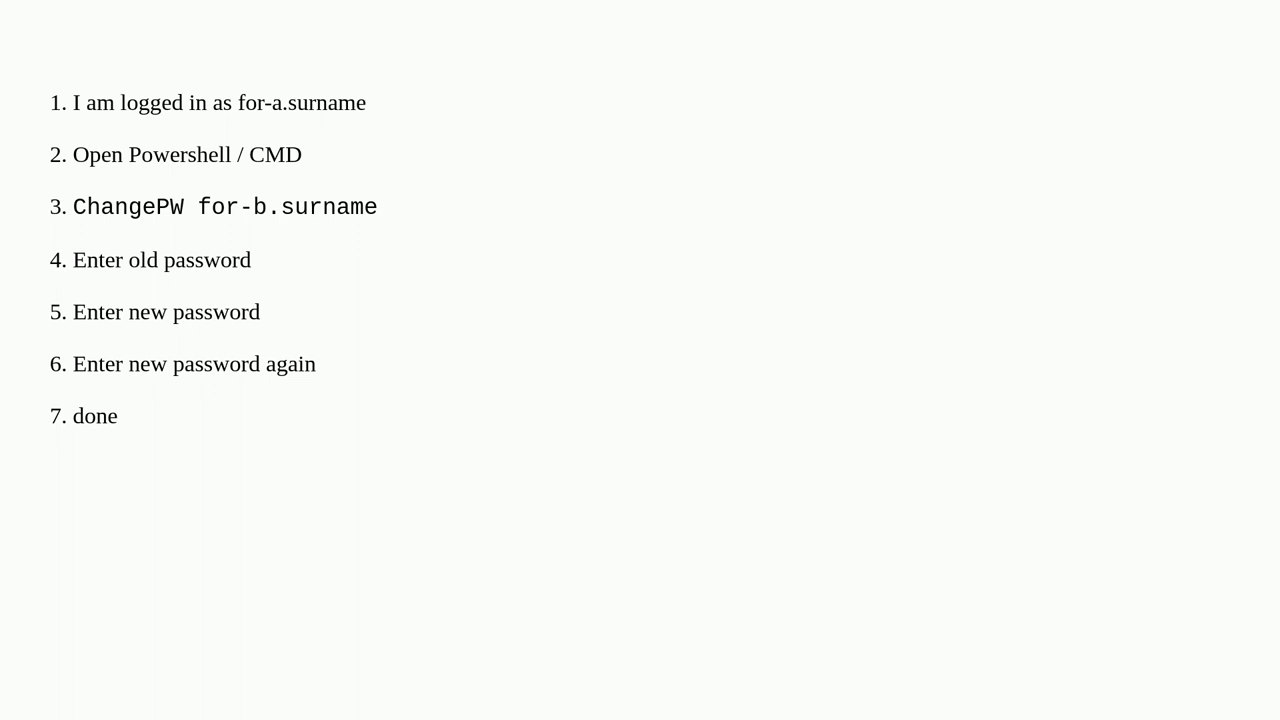 1. I am logged in as for-a.surname
2. Open Powershell / CMD
3. ChangePW for-b.surname
4. Enter old password
5. Enter new password
6. Enter new password again
7. done